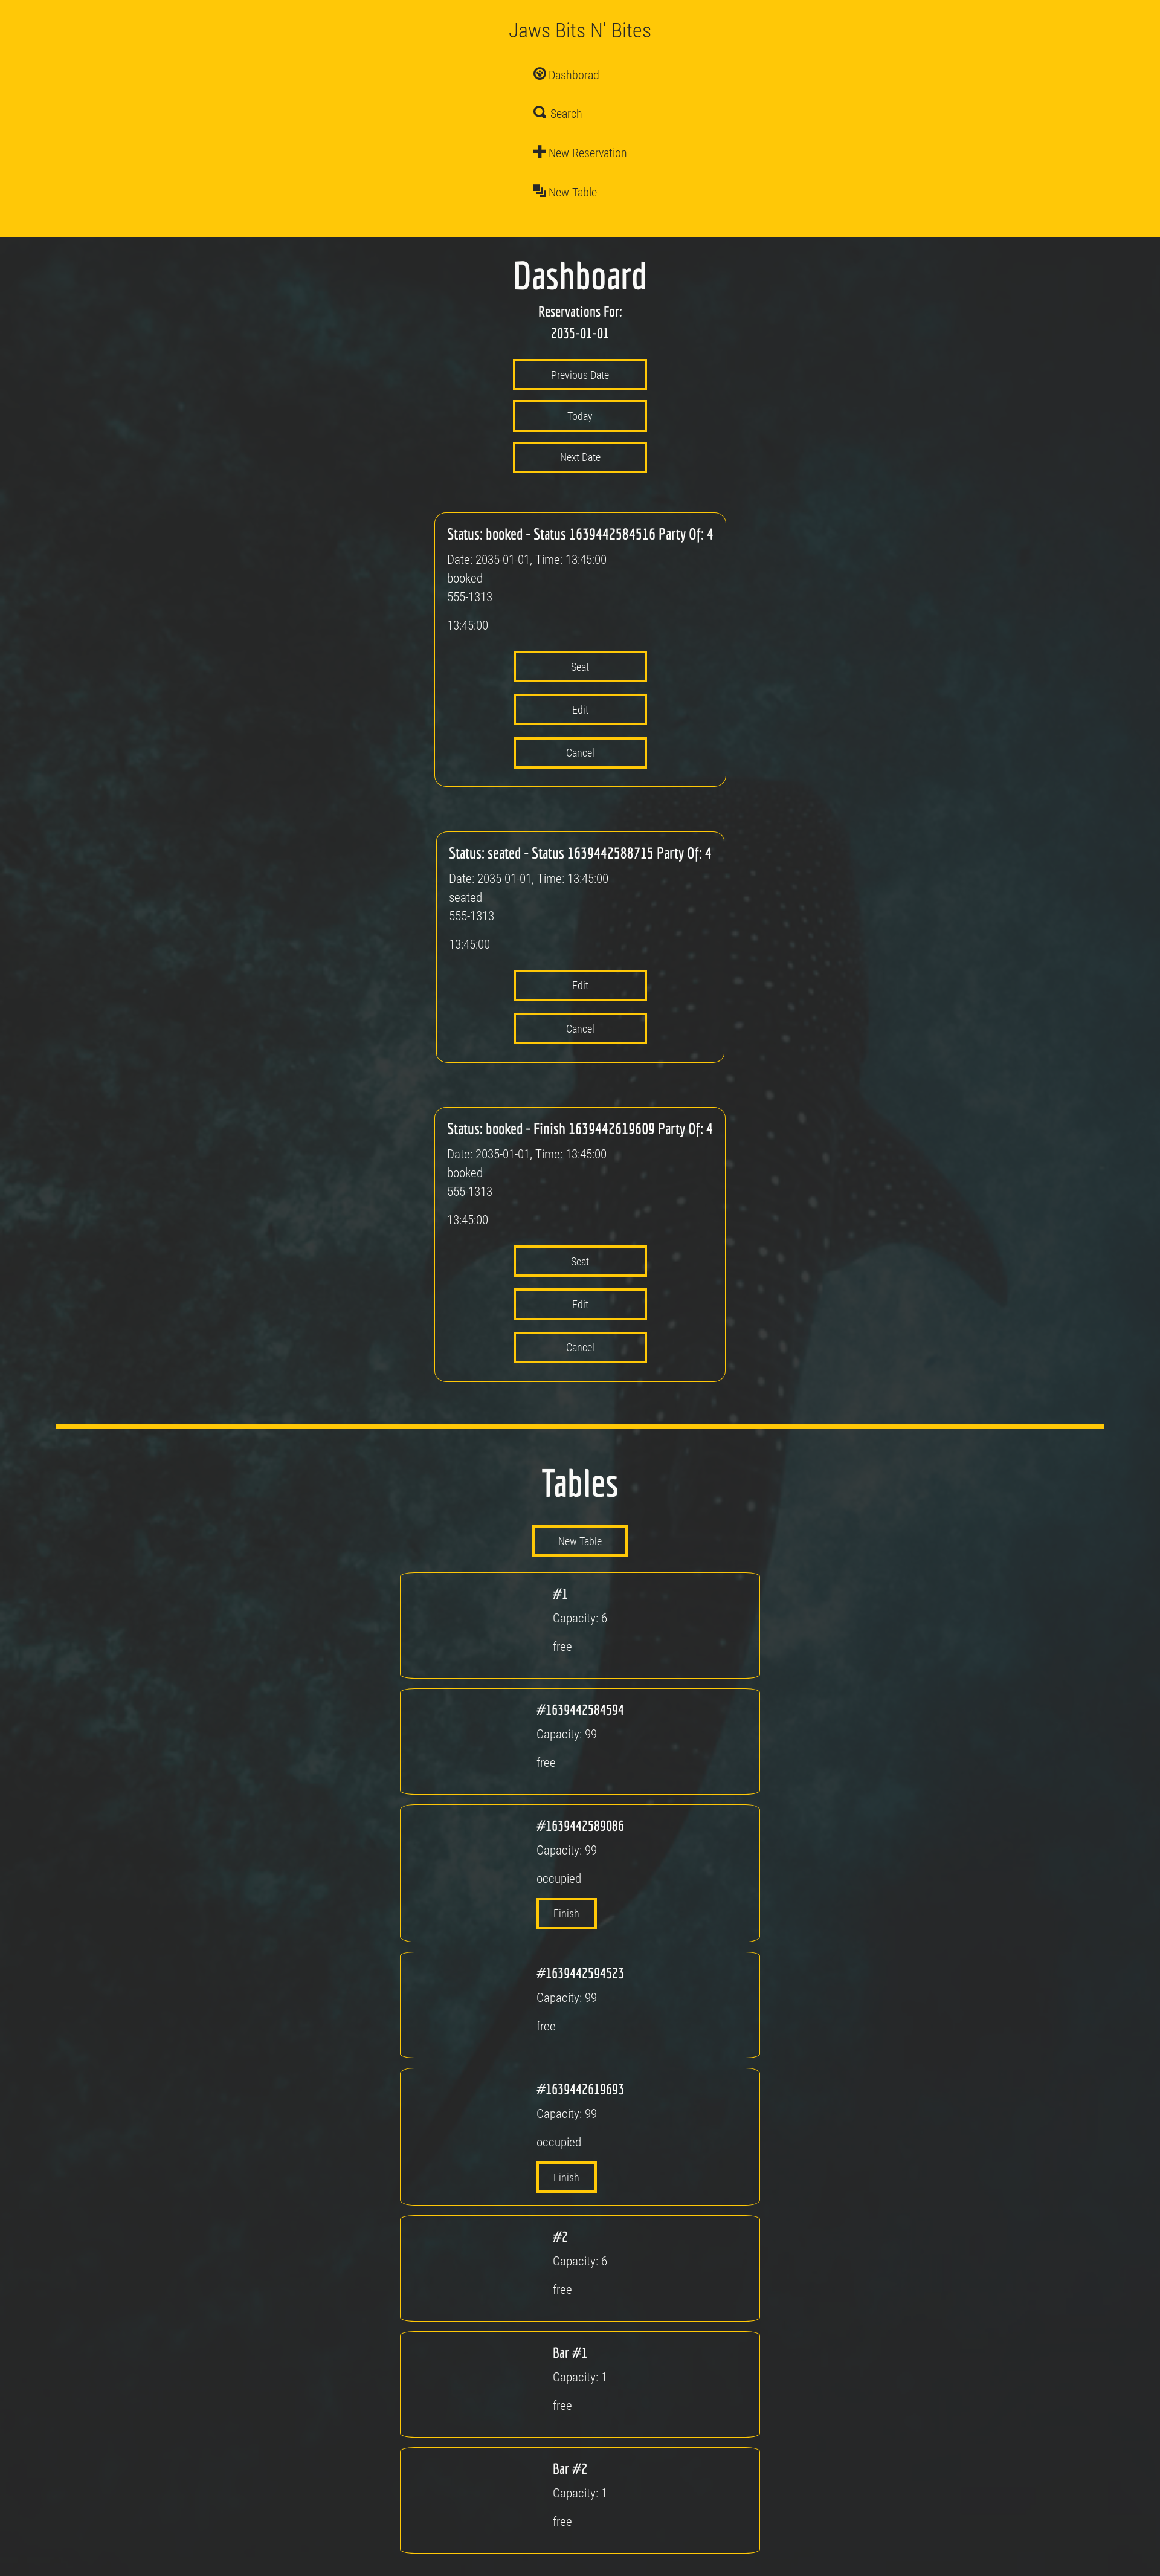 Jaws Bits N' Bites
Dashborad
Search
New Reservation
New Table
Dashboard
Reservations For:
2035-01-01
Previous Date
Today
Next Date
Status: booked - Status 1639442584516 Party Of: 4
Date: 2035-01-01, Time: 13:45:00
booked
555-1313
13:45:00
Seat
Edit
Cancel
Status: seated - Status 1639442588715 Party Of: 4
Date: 2035-01-01, Time: 13:45:00
seated
555-1313
13:45:00
Edit
Cancel
Status: booked - Finish 1639442619609 Party Of: 4
Date: 2035-01-01, Time: 13:45:00
booked
555-1313
13:45:00
Seat
Edit
Cancel
Tables
New Table
#1
Capacity: 6
free
#1639442584594
Capacity: 99
free
#1639442589086
Capacity: 99
occupied
Finish
#1639442594523
Capacity: 99
free
#1639442619693
Capacity: 99
occupied
Finish
#2
Capacity: 6
free
Bar #1
Capacity: 1
free
Bar #2
Capacity: 1
free